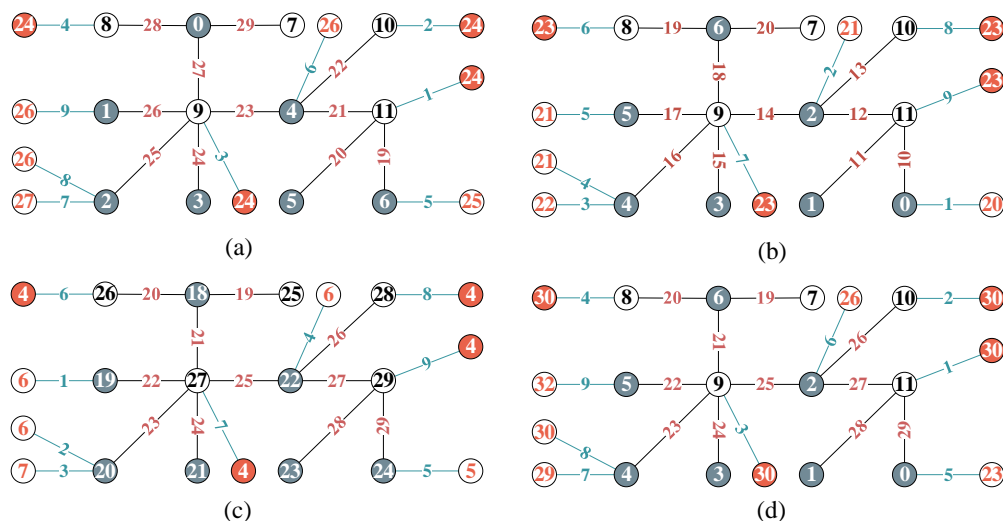 24 4 8 28 0 29 7 26 10 2 24
27 6 22 24
26 9 1 26 9 23 4 21 11 1
26 8 25 24 3 20 19
27 7 2 3 24 5 6 5 25
(a)
23 6 8 19 6 20 7 21 10 8 23
18 2 13 23
21 5 5 17 9 14 2 12 11 9
21 4 16 15 7 11 10
22 3 4 3 23 1 0 1 20
(b)
4 6 26 20 18 19 25 6 28 8 4
21 4 26 4
6 1 19 22 27 25 22 27 29 9
6 2 23 24 7 28 29
7 3 20 21 4 23 24 5 5
(c)
30 4 8 20 6 19 7 26 10 2 30
21 6 26 30
32 9 5 22 9 25 2 27 11 1
30 8 23 24 3 28 29
29 7 4 3 30 1 0 5 23
(d)